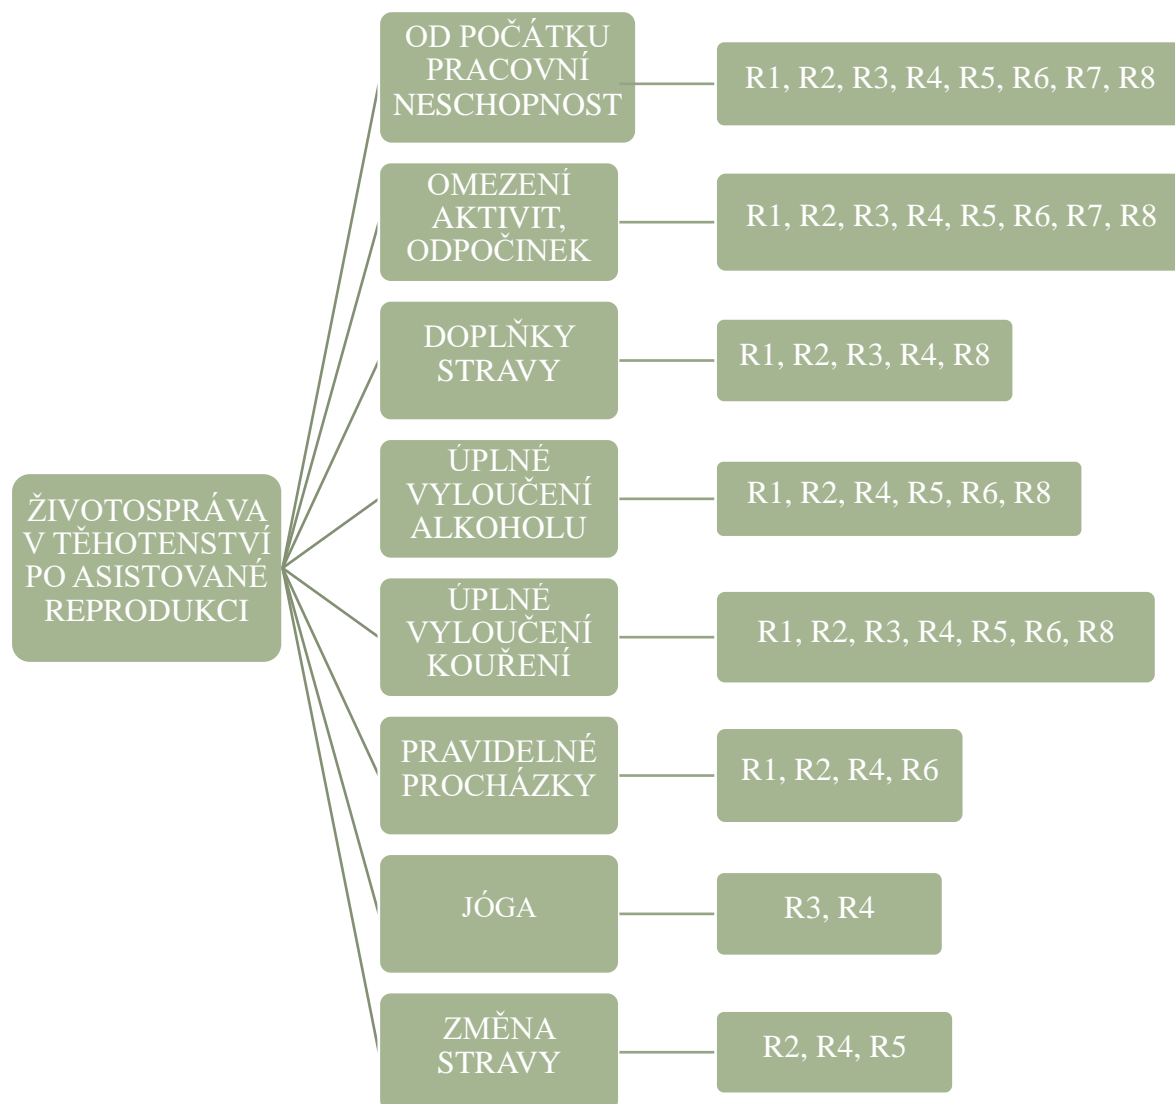 ŽIVOTOSPRÁVA
V TĚHOTENSTVÍ
PO ASISTOVANÉ
REPRODUKCI
OD POČÁTKU
PRACOVNÍ
NESCHOPNOST
R1, R2, R3, R4, R5, R6, R7, R8
OMEZENÍ
AKTIVIT,
ODPOČINEK
R1, R2, R3, R4, R5, R6, R7, R8
DOPLŇKY
STRAVY
R1, R2, R3, R4, R8
ÚPLNÉ
VYLOUČENÍ
ALKOHOLU
R1, R2, R4, R5, R6, R8
ÚPLNÉ
VYLOUČENÍ
KOUŘENÍ
R1, R2, R3, R4, R5, R6, R8
PRAVIDELNÉ
PROCHÁZKY
R1, R2, R4, R6
JÓGA
R3, R4
ZMĚNA
STRAVY
R2, R4, R5